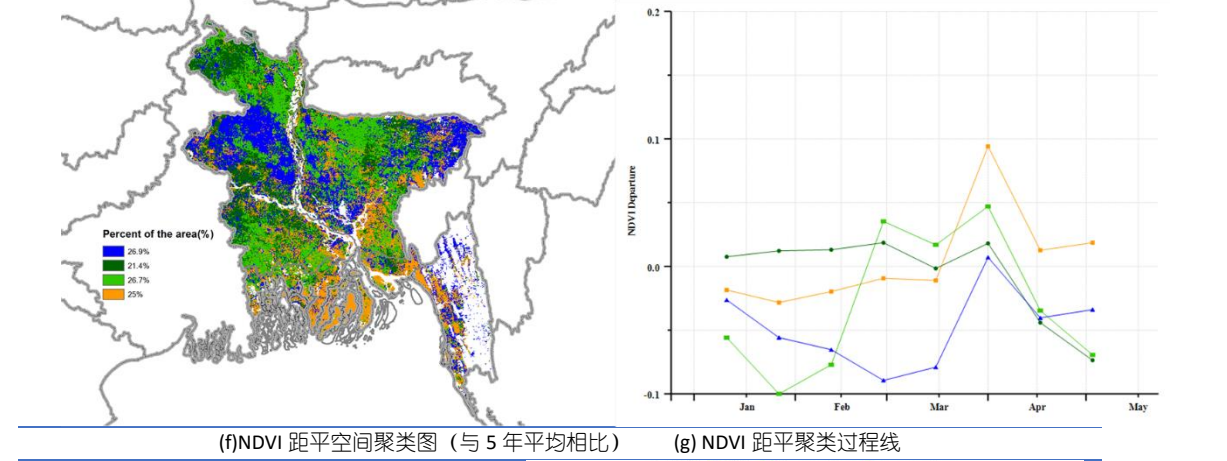 Percent of the area(%)
26.9%
21.4%
26.7%
25%
NDVI Departure
0.2
0.1
0.0
-0.1
Jan Feb Mar Apr May
(f)NDVI 距平空间聚类图（与 5 年平均相比） (g) NDVI 距平聚类过程线